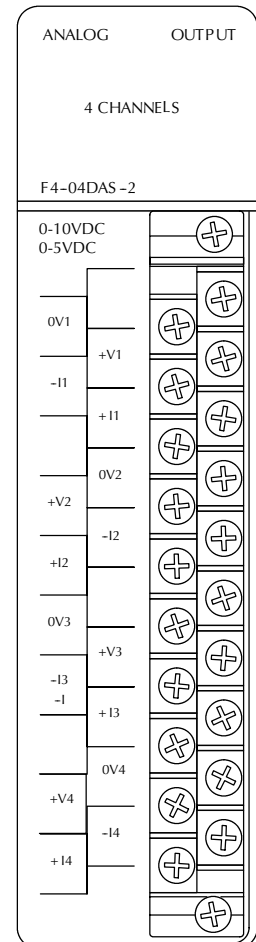 ANALOG OUTPUT
4 CHANNELS
F4-04DAS-2
0-10VDC
0-5VDC
0V1
+V1
-I1
+I1
0V2
+V2
-I2
+I2
0V3
+V3
-I3
-I
+I3
0V4
+V4
-I4
+I4